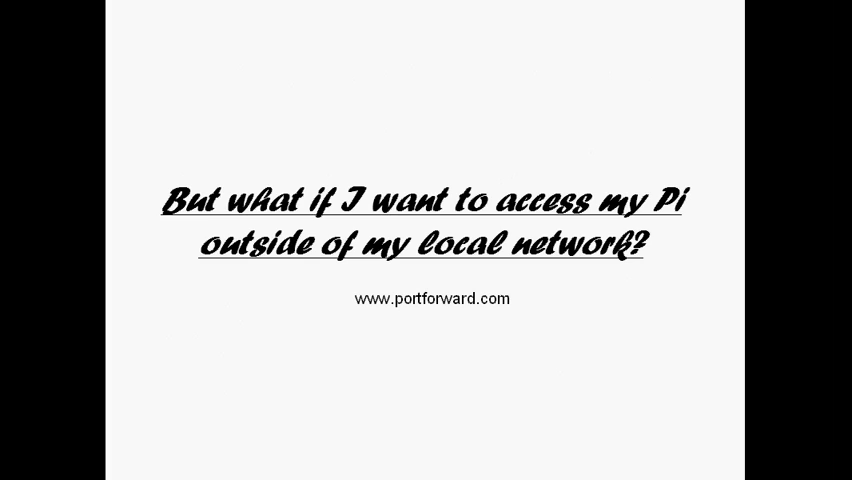 But what if I want to access my Pi
outside of my local network?
www.portforward.com